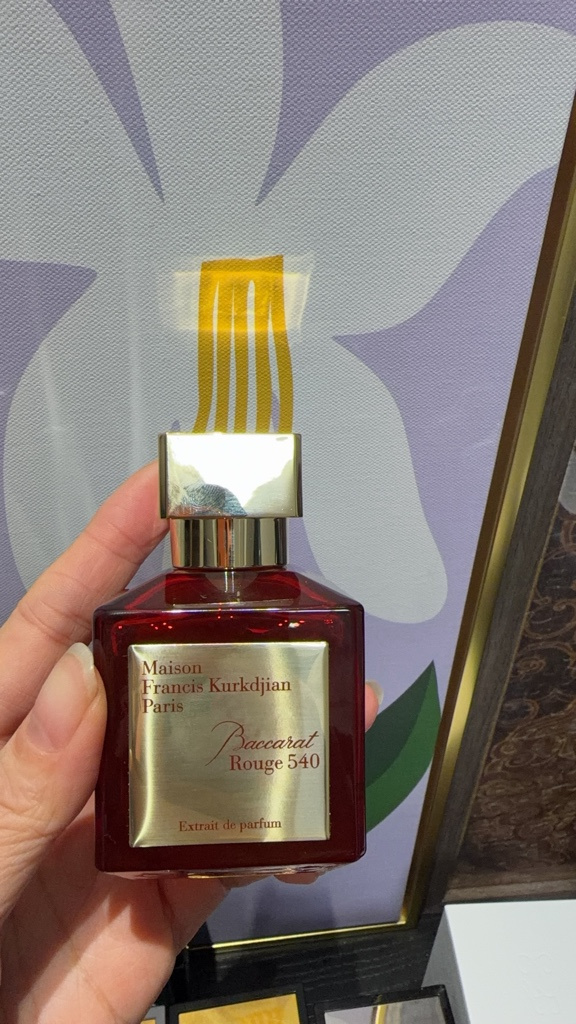 Maison
Francis Kurkdjian
Paris
Baccarat
Rouge 540
Extrait de parfum